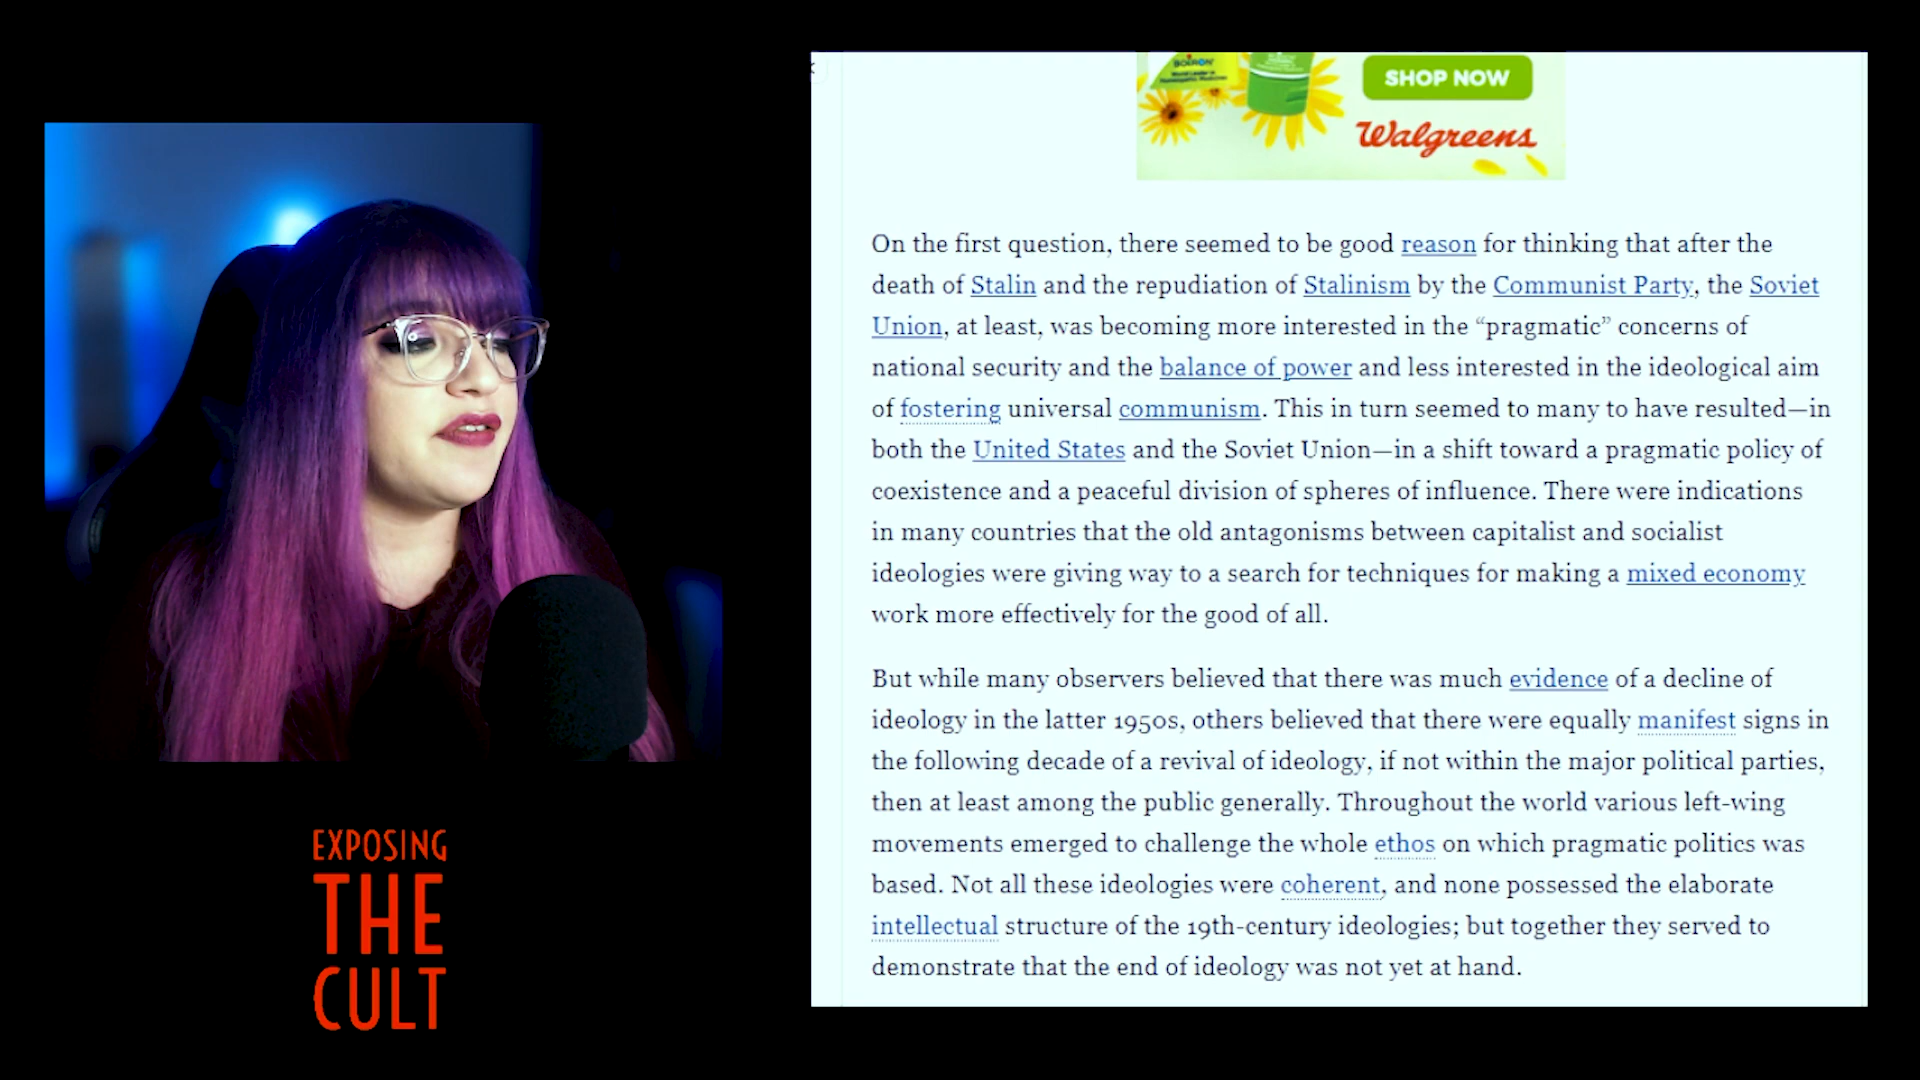 BOIRON
World Leader in
Homeopathic Medicines
SHOP NOW
Walgreens
On the first question, there seemed to be good reason for thinking that after the
death of Stalin and the repudiation of Stalinism by the Communist Party, the Soviet
Union, at least, was becoming more interested in the “pragmatic” concerns of
national security and the balance of power and less interested in the ideological aim
of fostering universal communism. This in turn seemed to many to have resulted—in
both the United States and the Soviet Union—in a shift toward a pragmatic policy of
coexistence and a peaceful division of spheres of influence. There were indications
in many countries that the old antagonisms between capitalist and socialist
ideologies were giving way to a search for techniques for making a mixed economy
work more effectively for the good of all.
But while many observers believed that there was much evidence of a decline of
ideology in the latter 1950s, others believed that there were equally manifest signs in
the following decade of a revival of ideology, if not within the major political parties,
then at least among the public generally. Throughout the world various left-wing
movements emerged to challenge the whole ethos on which pragmatic politics was
based. Not all these ideologies were coherent, and none possessed the elaborate
intellectual structure of the 19th-century ideologies; but together they served to
demonstrate that the end of ideology was not yet at hand.
EXPOSING
THE
CULT